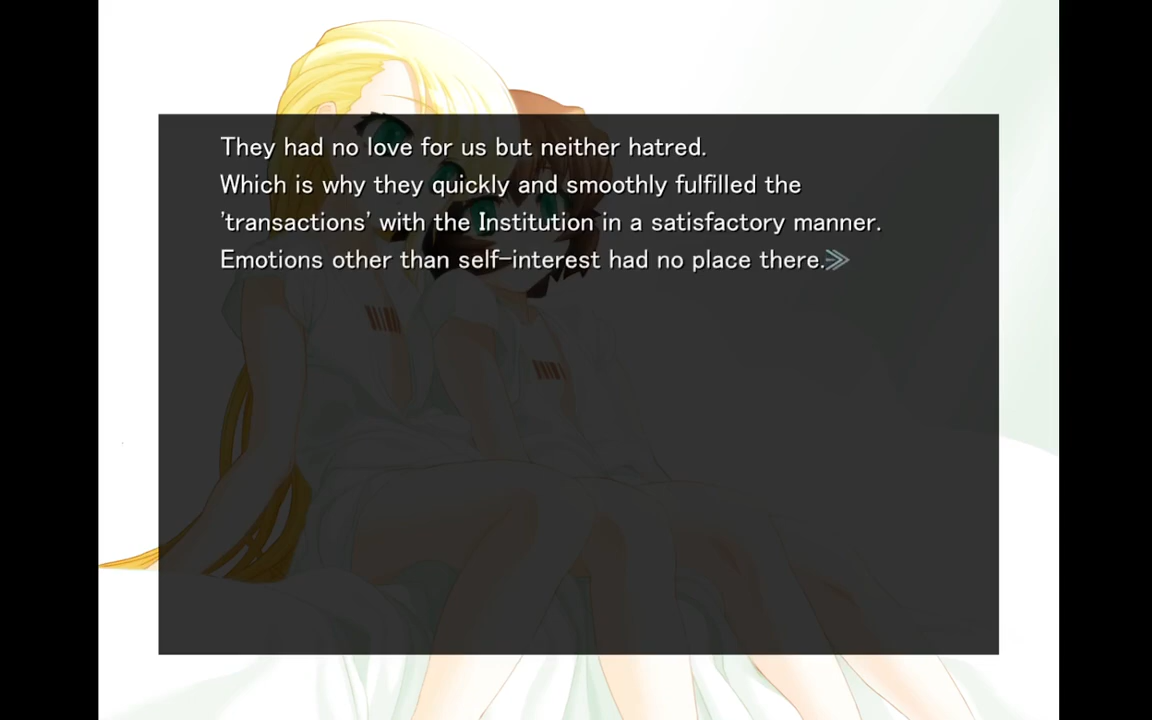 They had no love for us but neither hatred.
Which is why they quickly and smoothly fulfilled the
'transactions' with the Institution in a satisfactory manner.
Emotions other than self-interest had no place there.